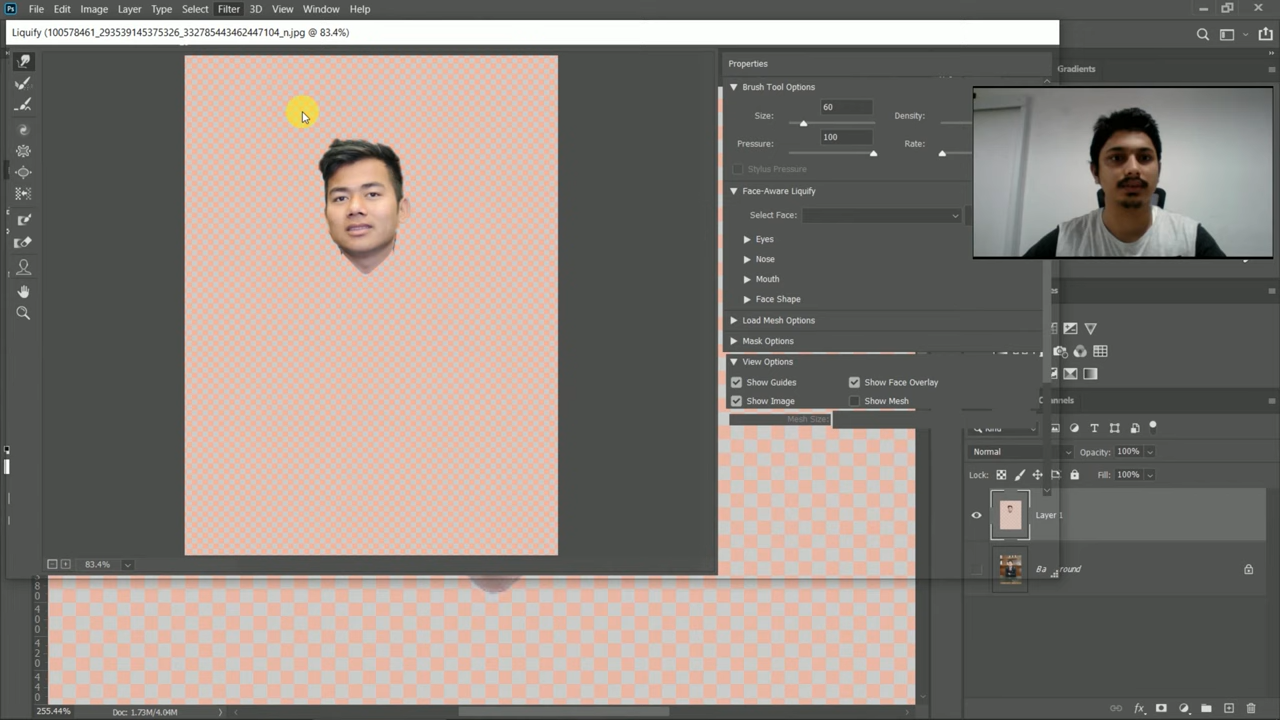 File Edit Image Layer Type Select Filter 3D View Window Help
Liquify (100578461_293539145375326_332785443462447104_n.jpg @ 83.4%)
Properties
Gradients
Brush Tool Options
Size: 60 Density:
Pressure: 100 Rate:
Stylus Pressure
Face-Aware Liquify
Select Face:
Eyes
Nose
Mouth
Face Shape
Load Mesh Options
Mask Options
View Options
Show Guides Show Face Overlay
Show Image Show Mesh
Mesh Size:
Kind
Normal Opacity: 100%
Lock: Fill: 100%
Layer 1
83.4%
255.44% Doc: 1.73M/4.04M